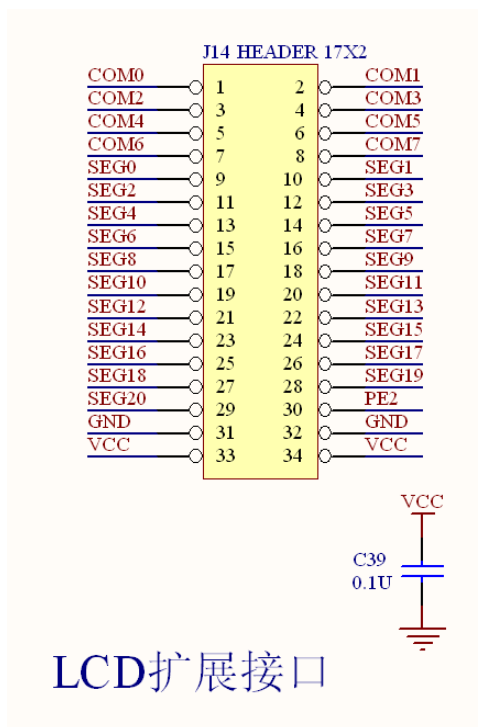 J14 HEADER 17X2
COM0 1 2 COM1
COM2 3 4 COM3
COM4 5 6 COM5
COM6 7 8 COM7
SEG0 9 10 SEG1
SEG2 11 12 SEG3
SEG4 13 14 SEG5
SEG6 15 16 SEG7
SEG8 17 18 SEG9
SEG10 19 20 SEG11
SEG12 21 22 SEG13
SEG14 23 24 SEG15
SEG16 25 26 SEG17
SEG18 27 28 SEG19
SEG20 29 30 PE2
GND 31 32 GND
VCC 33 34 VCC
VCC
C39
0.1U
LCD扩展接口